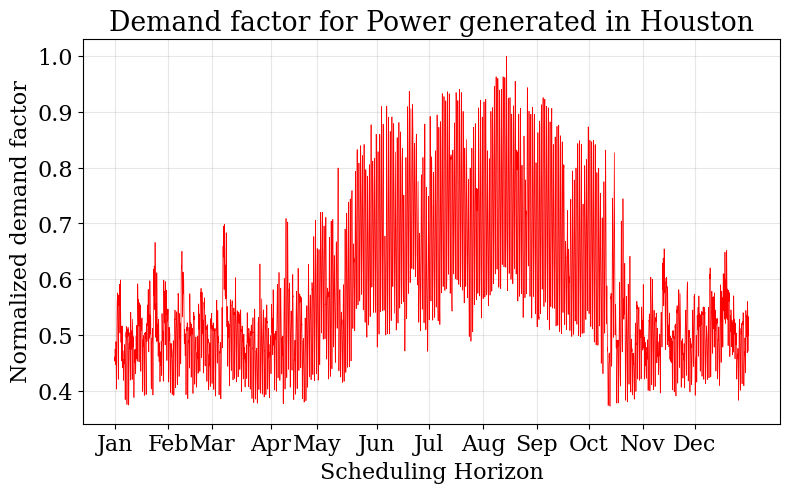 Demand factor for Power generated in Houston
Normalized demand factor
1.0
0.9
0.8
0.7
0.6
0.5
0.4
Jan Feb Mar Apr May Jun Jul Aug Sep Oct Nov Dec
Scheduling Horizon